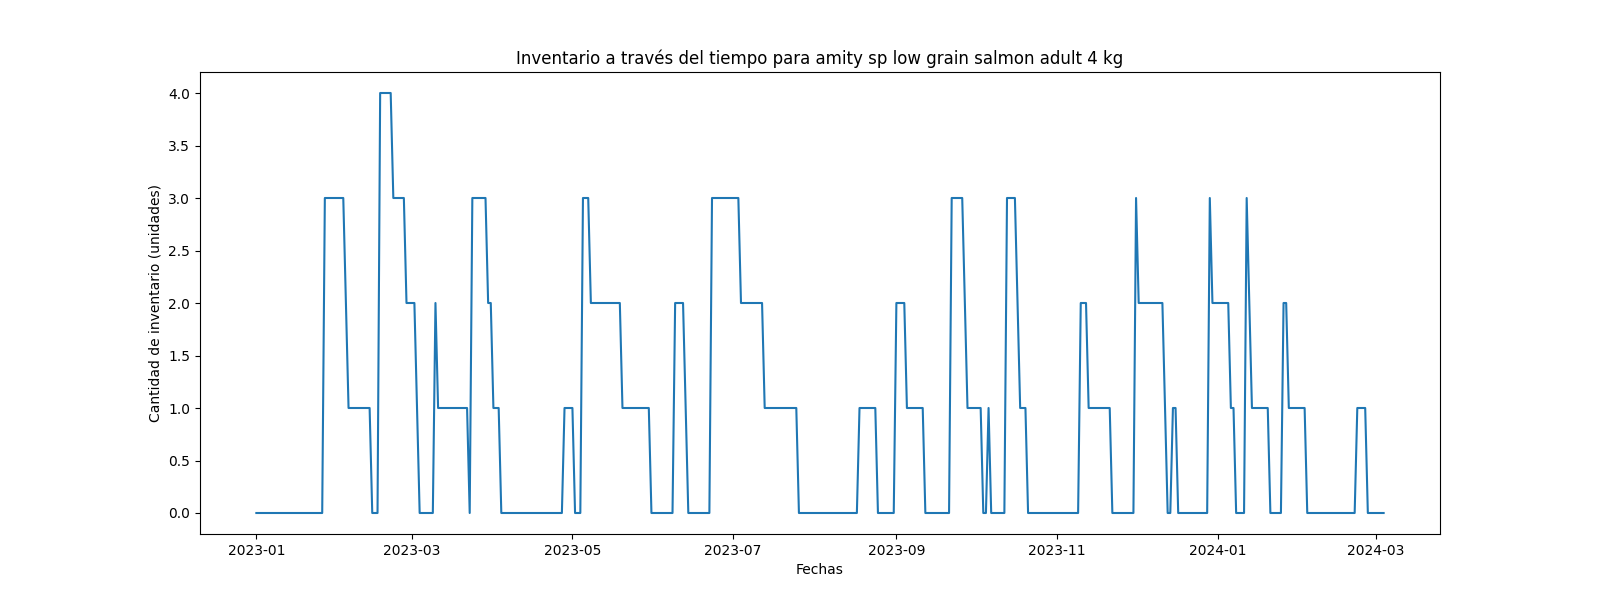 Inventario a través del tiempo para amity sp low grain salmon adult 4 kg
Cantidad de inventario (unidades)
4.0
3.5
3.0
2.5
2.0
1.5
1.0
0.5
0.0
2023-01 2023-03 2023-05 2023-07 2023-09 2023-11 2024-01 2024-03
Fechas